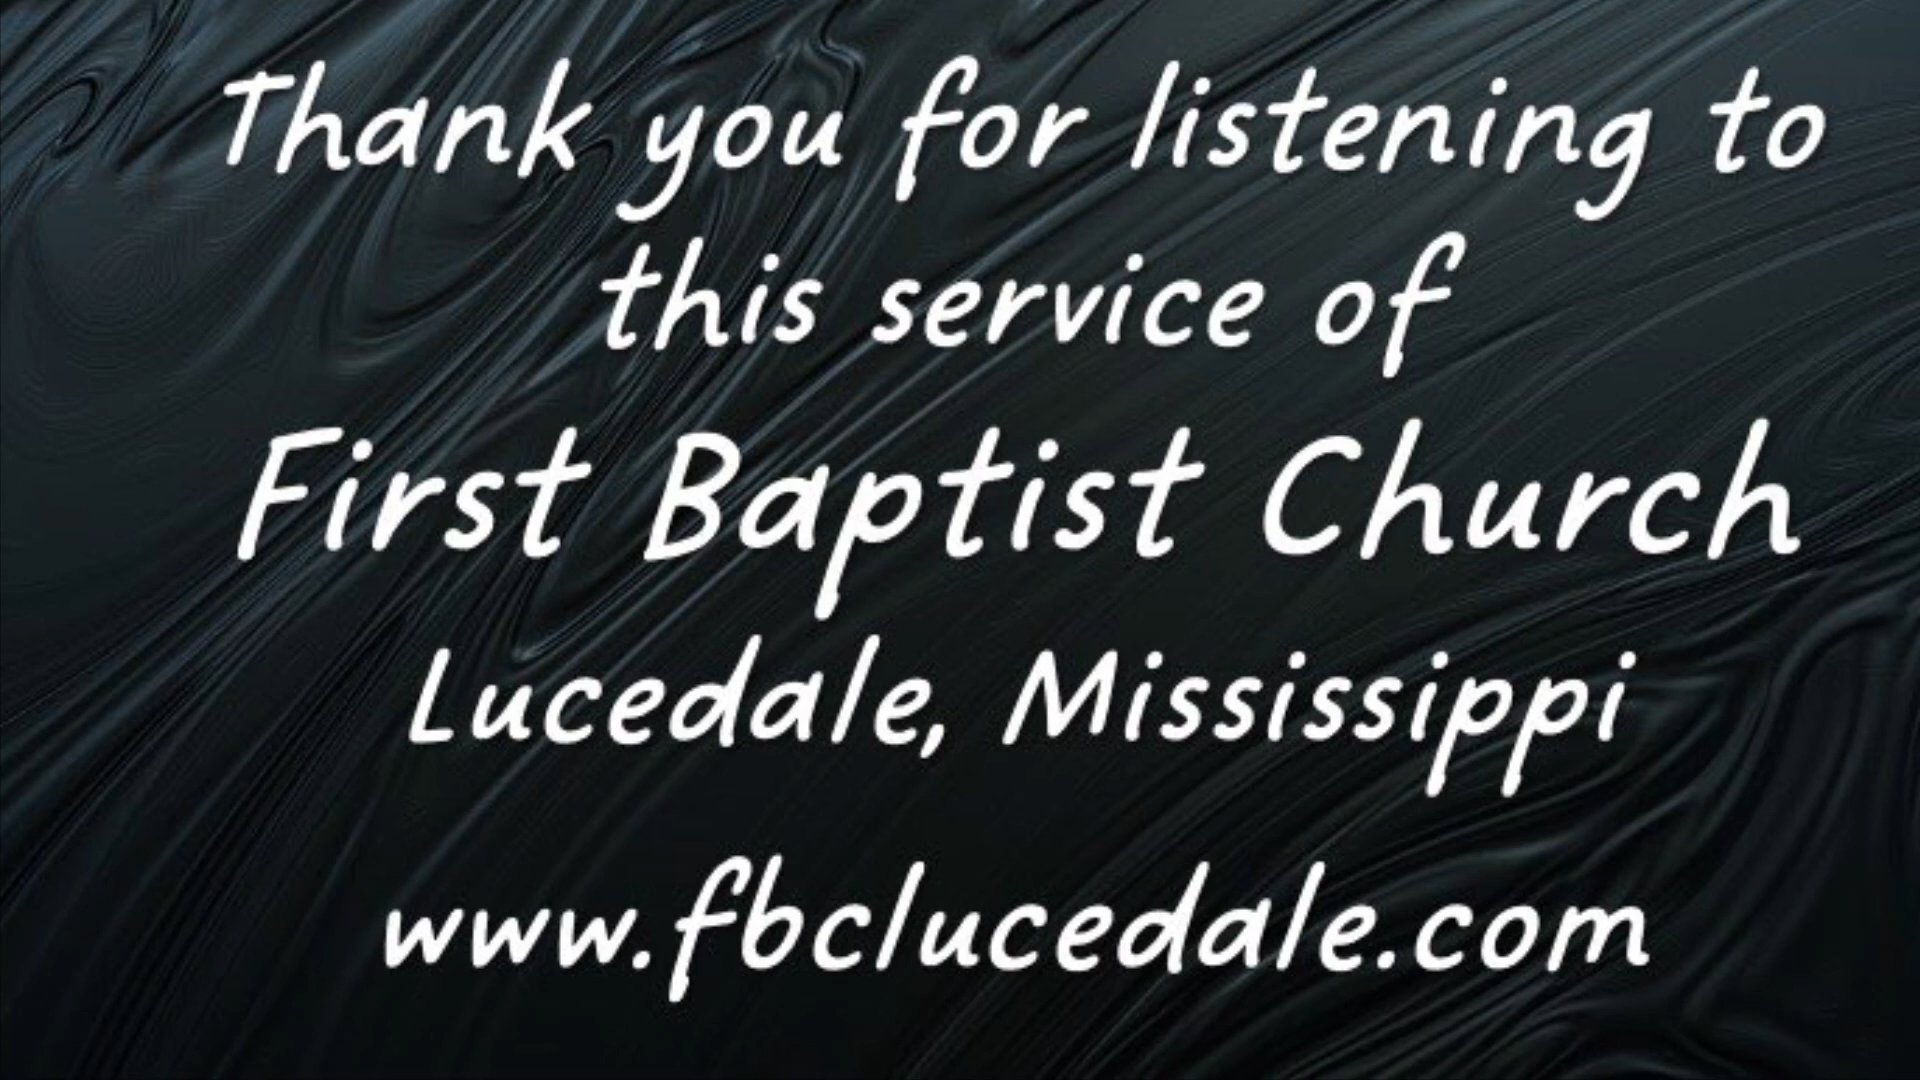 Thank you for listening to
this service of
First Baptist Church
Lucedale, Mississippi
www.fbclucedale.com